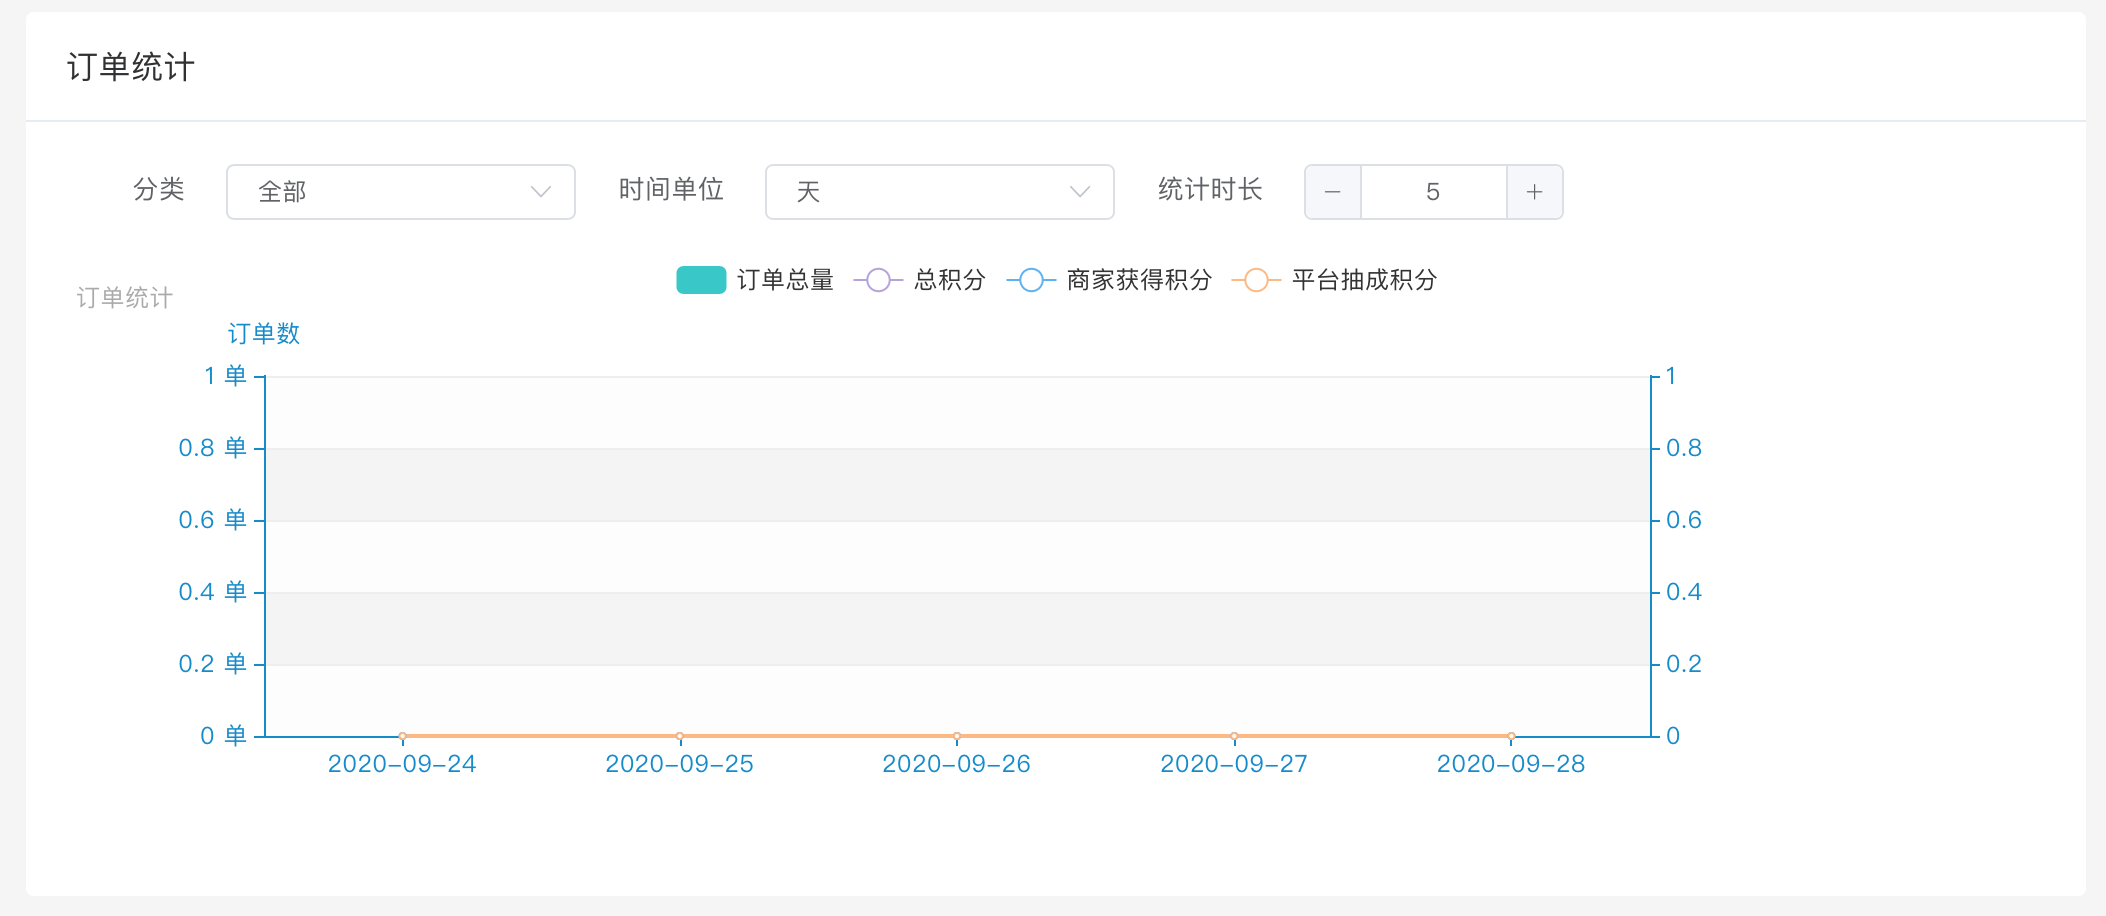 订单统计
分类 全部 时间单位 天 统计时长 − 5 +
订单总量 总积分 商家获得积分 平台抽成积分
订单统计
订单数
1 单 1
0.8 单 0.8
0.6 单 0.6
0.4 单 0.4
0.2 单 0.2
0 单 0
2020-09-24 2020-09-25 2020-09-26 2020-09-27 2020-09-28